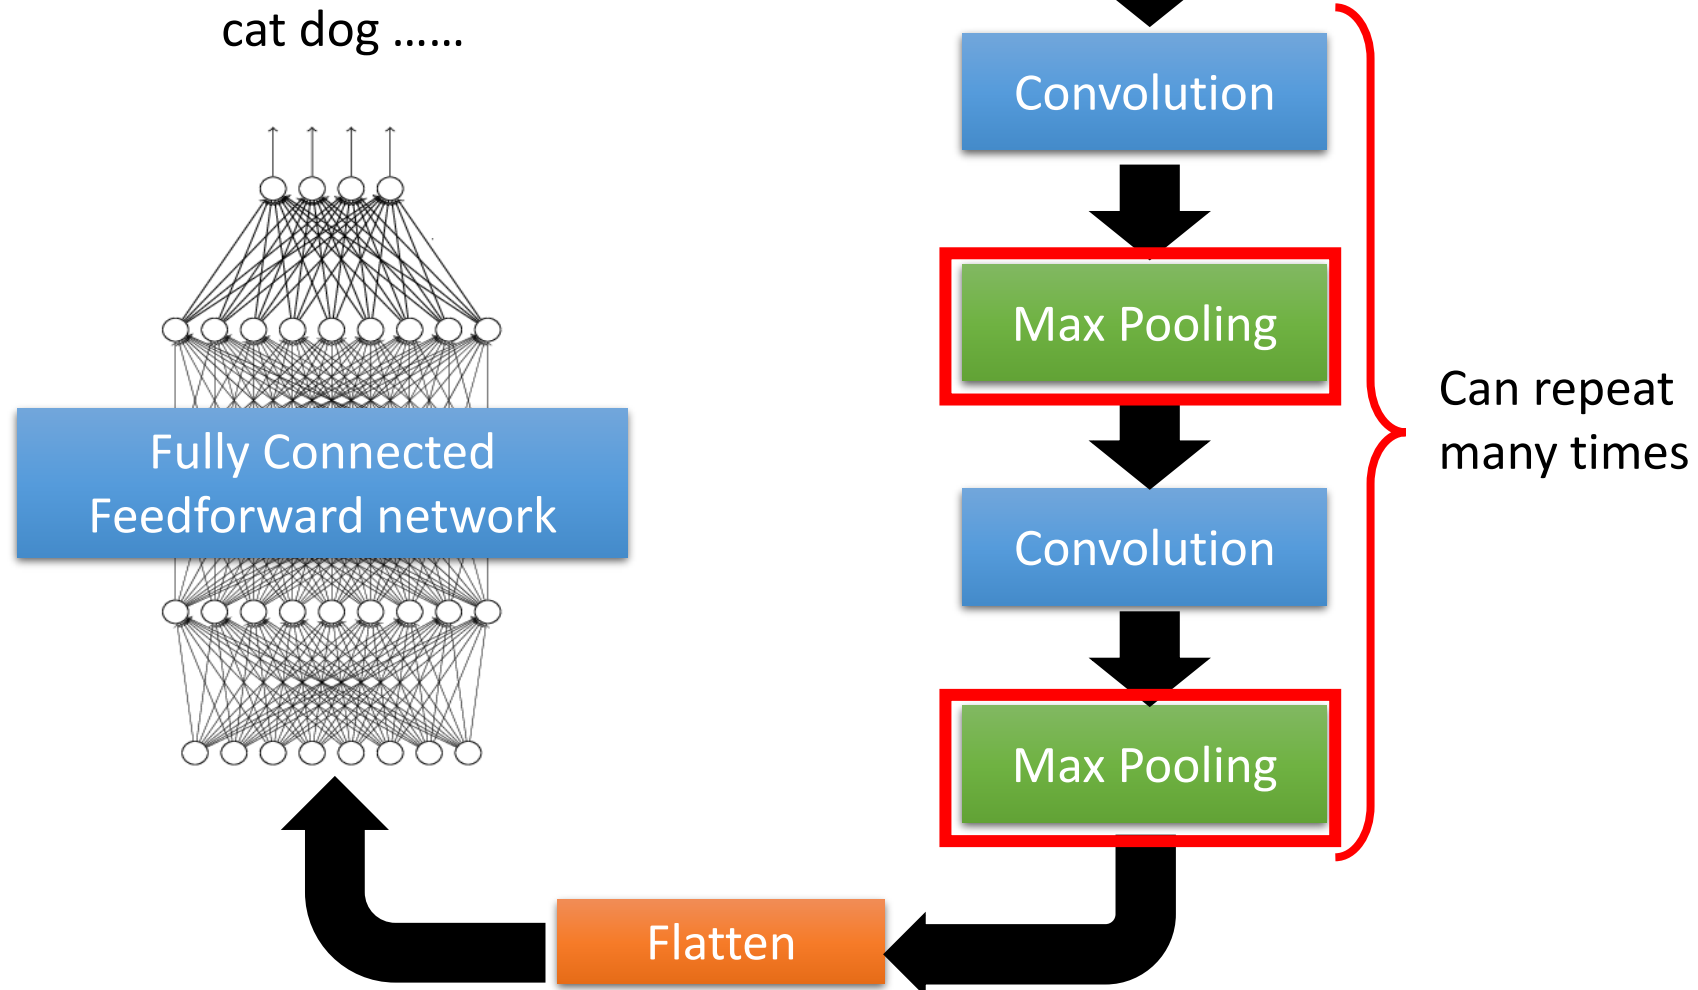 cat dog ……
Convolution
Max Pooling
Can repeat
many times
Fully Connected
Feedforward network
Convolution
Max Pooling
Flatten